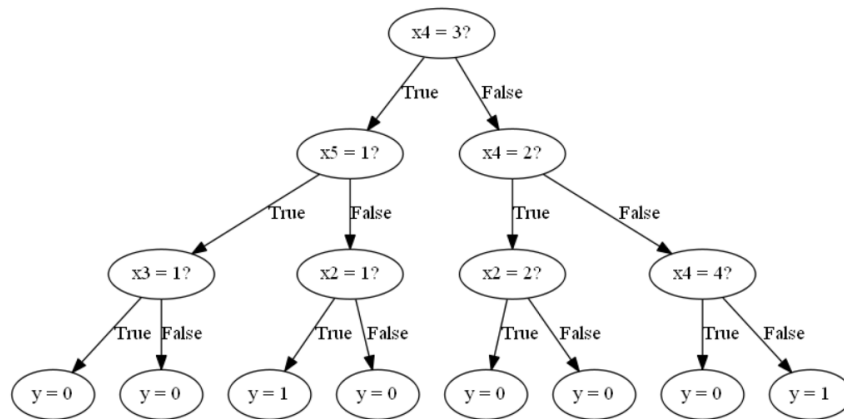 x4 = 3?
True
False
x5 = 1?
x4 = 2?
True
False
True
False
x3 = 1?
x2 = 1?
x2 = 2?
x4 = 4?
True
False
True
False
True
False
True
False
y = 0
y = 0
y = 1
y = 0
y = 0
y = 0
y = 0
y = 1